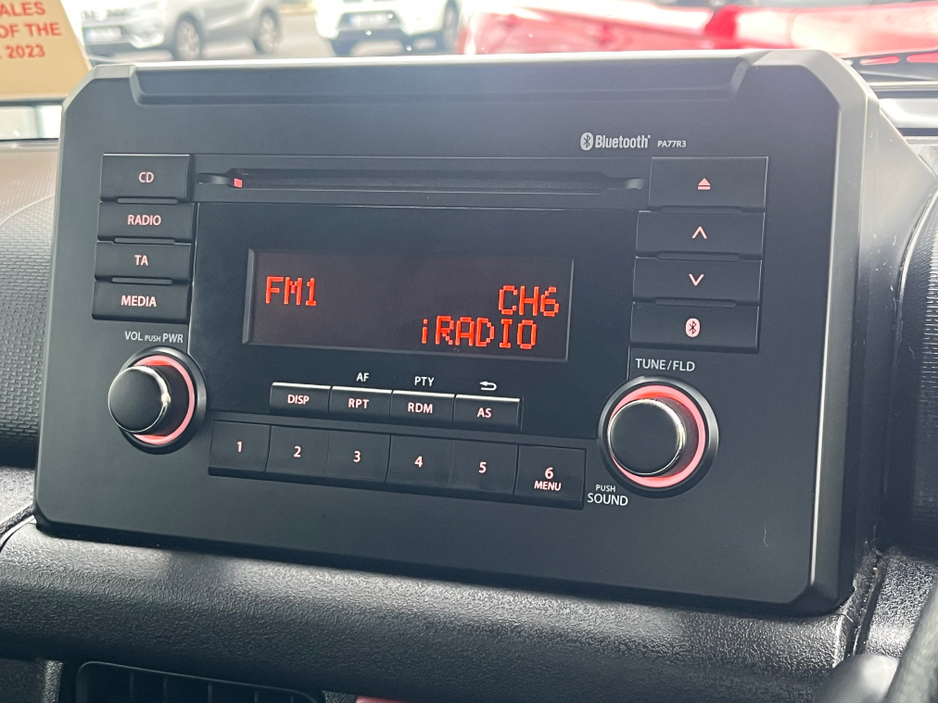 ALES
OF THE
2023
Bluetooth PA77R3
CD
RADIO
TA
MEDIA
VOL PUSH PWR
FM1 CH6
iRADIO
TUNE/FLD
AF PTY
DISP RPT RDM AS
1 2 3 4 5 6
MENU
PUSH
SOUND